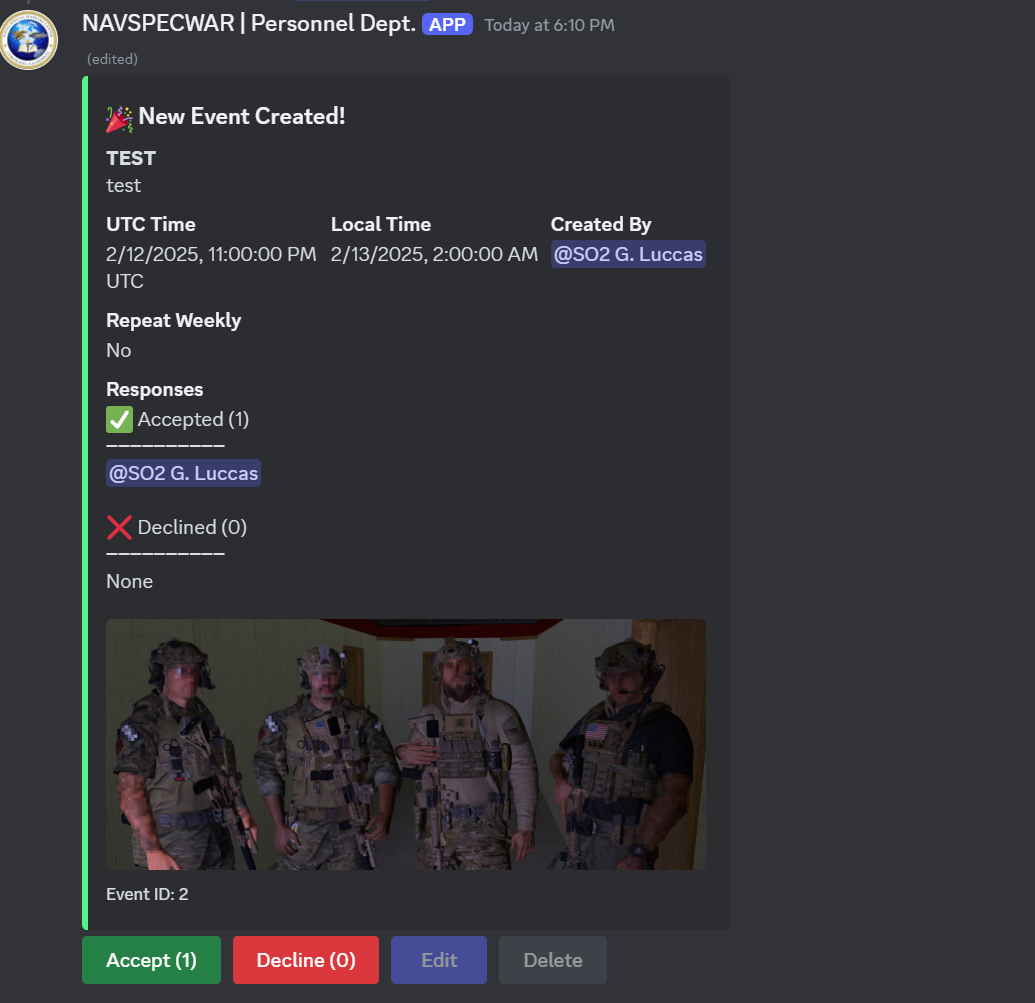 NAVSPECWAR | Personnel Dept. APP Today at 6:10 PM
(edited)
New Event Created!
TEST
test
UTC Time Local Time Created By
2/12/2025, 11:00:00 PM 2/13/2025, 2:00:00 AM @SO2 G. Luccas
UTC
Repeat Weekly
No
Responses
✅ Accepted (1)
——————————
@SO2 G. Luccas
❌ Declined (0)
——————————
None
Event ID: 2
Accept (1) Decline (0) Edit Delete